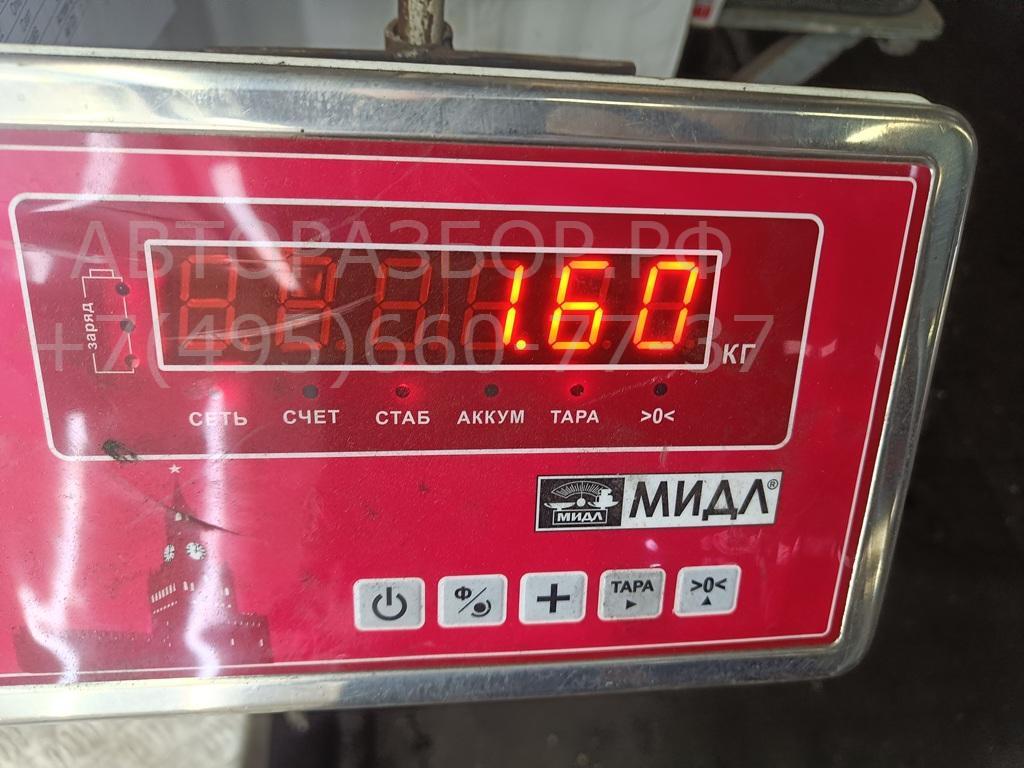 АВТОРАЗБОР.РФ
+7(495)660-77-37
1.60
КГ
заряд
СЕТЬ СЧЕТ СТАБ АККУМ ТАРА >0<
МИДЛ МИДЛ®
Ф/ + ТАРА >0<